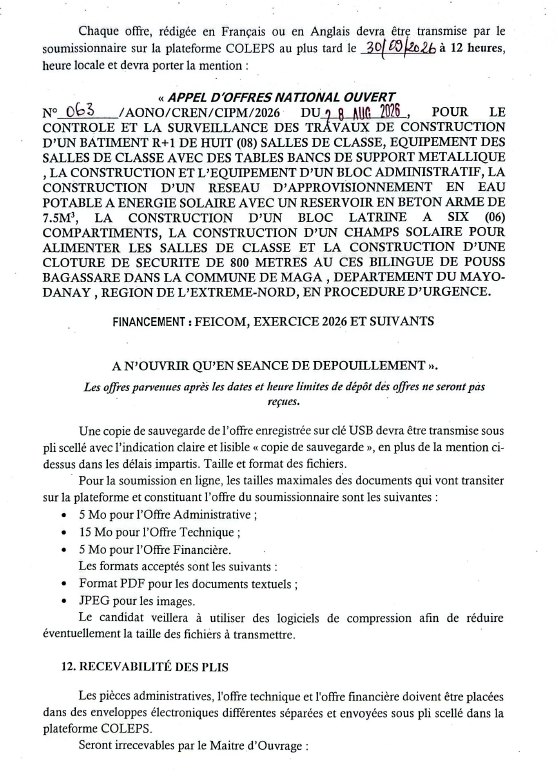 Chaque offre, rédigée en Français ou en Anglais devra être transmise par le
soumissionnaire sur la plateforme COLEPS au plus tard le 30/09/2026 à 12 heures,
heure locale et devra porter la mention :
« APPEL D'OFFRES NATIONAL OUVERT
N° 063 /AONO/CREN/CIPM/2026 DU 28 AUG 2026, POUR LE
CONTROLE ET LA SURVEILLANCE DES TRAVAUX DE CONSTRUCTION
D'UN BATIMENT R+1 DE HUIT (08) SALLES DE CLASSE, EQUIPEMENT DES
SALLES DE CLASSE AVEC DES TABLES BANCS DE SUPPORT METALLIQUE
, LA CONSTRUCTION ET L'EQUIPEMENT D'UN BLOC ADMINISTRATIF, LA
CONSTRUCTION D'UN RESEAU D'APPROVISIONNEMENT EN EAU
POTABLE A ENERGIE SOLAIRE AVEC UN RESERVOIR EN BETON ARME DE
7.5M³, LA CONSTRUCTION D'UN BLOC LATRINE A SIX (06)
COMPARTIMENTS, LA CONSTRUCTION D'UN CHAMPS SOLAIRE POUR
ALIMENTER LES SALLES DE CLASSE ET LA CONSTRUCTION D'UNE
CLOTURE DE SECURITE DE 800 METRES AU CES BILINGUE DE POUSS
BAGASSARE DANS LA COMMUNE DE MAGA , DEPARTEMENT DU MAYO-
DANAY , REGION DE L'EXTREME-NORD, EN PROCEDURE D'URGENCE.
FINANCEMENT : FEICOM, EXERCICE 2026 ET SUIVANTS
A N'OUVRIR QU'EN SEANCE DE DEPOUILLEMENT ».
Les offres parvenues après les dates et heure limites de dépôt des offres ne seront pas
reçues.
Une copie de sauvegarde de l'offre enregistrée sur clé USB devra être transmise sous
pli scellé avec l'indication claire et lisible « copie de sauvegarde », en plus de la mention ci-
dessus dans les délais impartis. Taille et format des fichiers.
Pour la soumission en ligne, les tailles maximales des documents qui vont transiter
sur la plateforme et constituant l'offre du soumissionnaire sont les suivantes :
• 5 Mo pour l'Offre Administrative ;
• 15 Mo pour l'Offre Technique ;
• 5 Mo pour l'Offre Financière.
Les formats acceptés sont les suivants :
• Format PDF pour les documents textuels ;
• JPEG pour les images.
Le candidat veillera à utiliser des logiciels de compression afin de réduire
éventuellement la taille des fichiers à transmettre.
12. RECEVABILITÉ DES PLIS
Les pièces administratives, l'offre technique et l'offre financière doivent être placées
dans des enveloppes électroniques différentes séparées et envoyées sous pli scellé dans la
plateforme COLEPS.
Seront irrecevables par le Maitre d'Ouvrage :